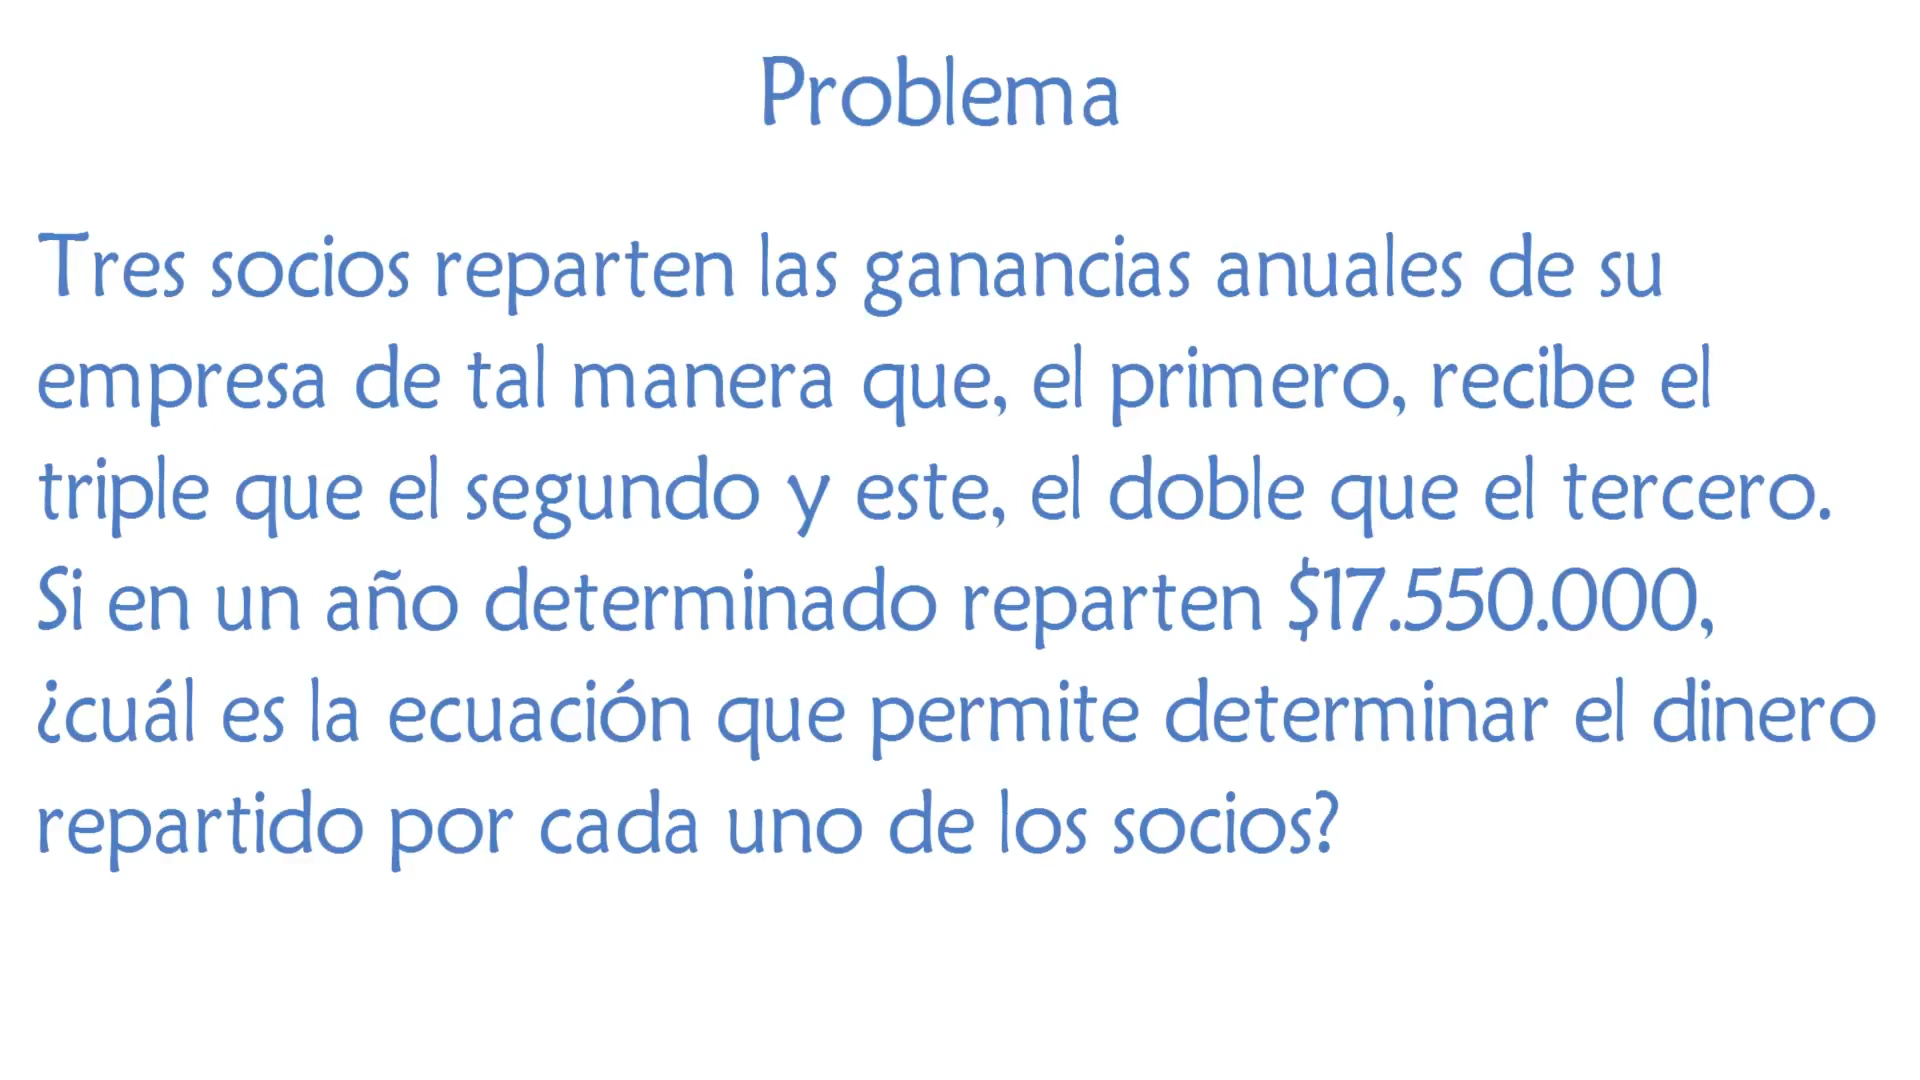 Problema
Tres socios reparten las ganancias anuales de su
empresa de tal manera que, el primero, recibe el
triple que el segundo y este, el doble que el tercero.
Si en un año determinado reparten $17.550.000,
¿cuál es la ecuación que permite determinar el dinero
repartido por cada uno de los socios?